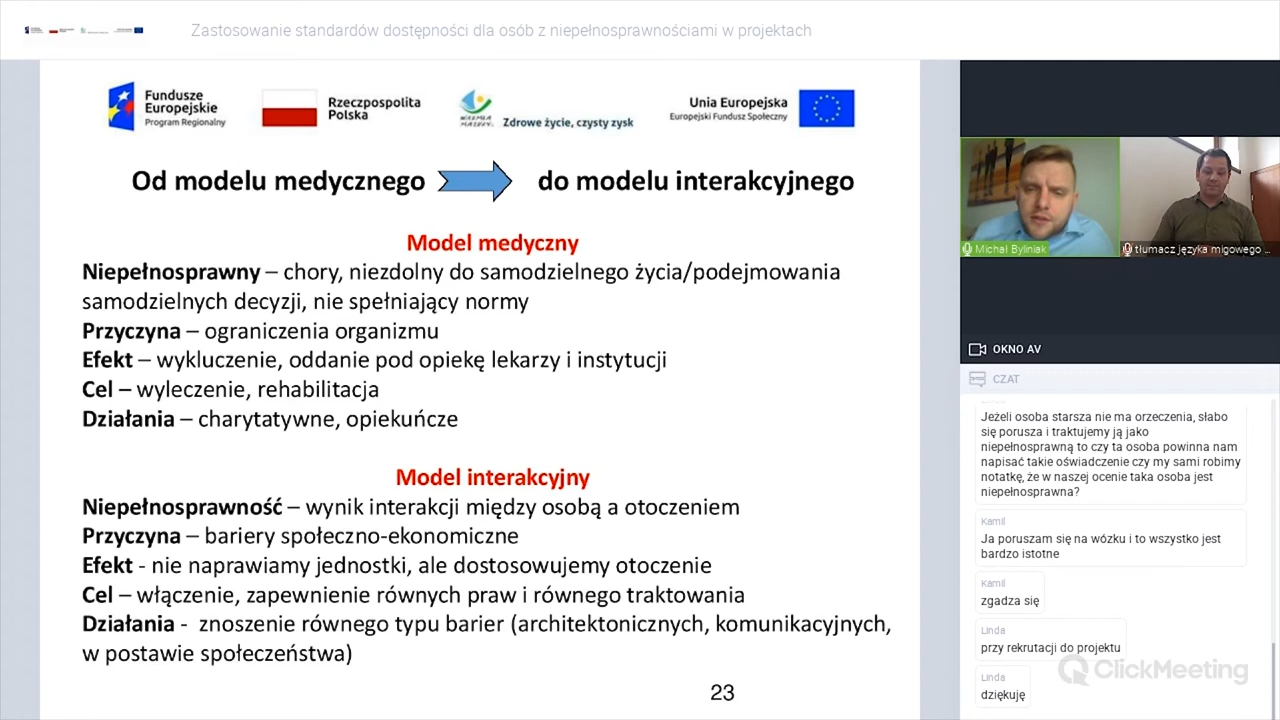 Zastosowanie standardów dostępności dla osób z niepełnosprawnościami w projektach
Fundusze
Europejskie
Program Regionalny
Rzeczpospolita
Polska
Zdrowe życie, czysty zysk
Unia Europejska
Europejski Fundusz Społeczny
Od modelu medycznego do modelu interakcyjnego
Model medyczny
Niepełnosprawny – chory, niezdolny do samodzielnego życia/podejmowania
samodzielnych decyzji, nie spełniający normy
Przyczyna – ograniczenia organizmu
Efekt – wykluczenie, oddanie pod opiekę lekarzy i instytucji
Cel – wyleczenie, rehabilitacja
Działania – charytatywne, opiekuńcze
Model interakcyjny
Niepełnosprawność – wynik interakcji między osobą a otoczeniem
Przyczyna – bariery społeczno-ekonomiczne
Efekt - nie naprawiamy jednostki, ale dostosowujemy otoczenie
Cel – włączenie, zapewnienie równych praw i równego traktowania
Działania - znoszenie równego typu barier (architektonicznych, komunikacyjnych,
w postawie społeczeństwa)
23
Michał Byliniak
tłumacz języka migowego ...
OKNO AV
CZAT
Jeżeli osoba starsza nie ma orzeczenia, słabo
się porusza i traktujemy ją jako
niepełnosprawną to czy ta osoba powinna nam
napisać takie oświadczenie czy my sami robimy
notatkę, że w naszej ocenie taka osoba jest
niepełnosprawna?
Kamil
Ja poruszam się na wózku i to wszystko jest
bardzo istotne
Kamil
zgadza się
Linda
przy rekrutacji do projektu
Linda
dziękuję
ClickMeeting